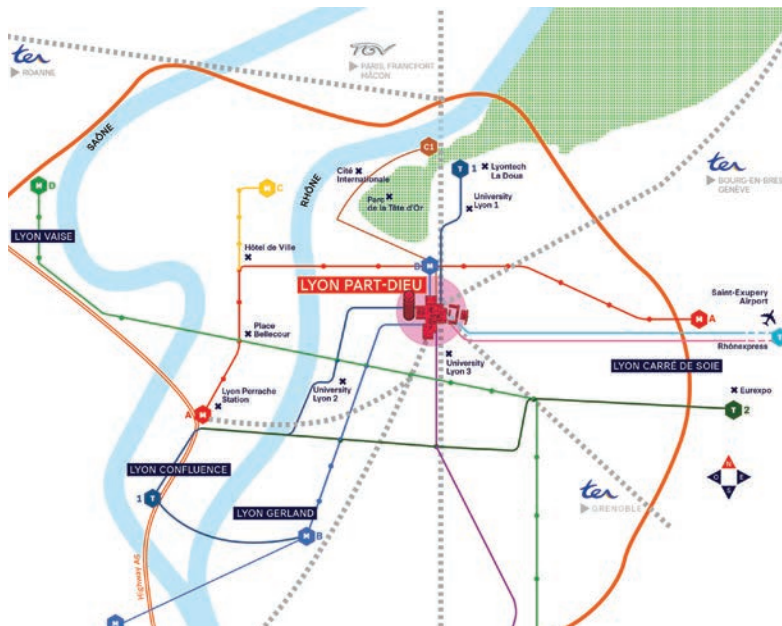 ter
ROANNE
TGV
PARIS, FRANCFORT
MÂCON
SAÔNE
RHÔNE
C1
Cité
Internationale
T 1
Lyontech
La Doua
ter
BOURG-EN-BRES
GENÈVE
Parc
de la Tête d'Or
University
Lyon 1
M D
M C
LYON VAISE
Hôtel de Ville
B M
LYON PART-DIEU
Saint-Exupery
Airport
M
A
T
Rhônexpress
Place
Bellecour
University
Lyon 3
LYON CARRÉ DE SOIE
University
Lyon 2
Lyon Perrache
Station
A M
Eurexpo
T 2
LYON CONFLUENCE
N
O E
S
1 T
ter
GRENOBLE
LYON GERLAND
M B
Highway A6
M